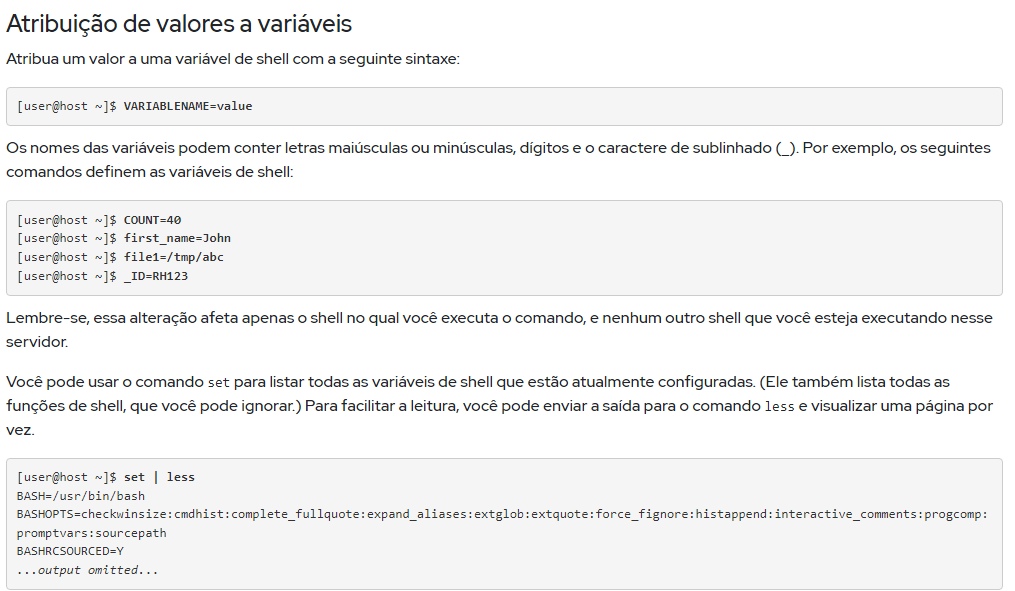 Atribuição de valores a variáveis
Atribua um valor a uma variável de shell com a seguinte sintaxe:
[user@host ~]$ VARIABLENAME=value
Os nomes das variáveis podem conter letras maiúsculas ou minúsculas, dígitos e o caractere de sublinhado (_). Por exemplo, os seguintes
comandos definem as variáveis de shell:
[user@host ~]$ COUNT=40
[user@host ~]$ first_name=John
[user@host ~]$ file1=/tmp/abc
[user@host ~]$ _ID=RH123
Lembre-se, essa alteração afeta apenas o shell no qual você executa o comando, e nenhum outro shell que você esteja executando nesse
servidor.
Você pode usar o comando set para listar todas as variáveis de shell que estão atualmente configuradas. (Ele também lista todas as
funções de shell, que você pode ignorar.) Para facilitar a leitura, você pode enviar a saída para o comando less e visualizar uma página por
vez.
[user@host ~]$ set | less
BASH=/usr/bin/bash
BASHOPTS=checkwinsize:cmdhist:complete_fullquote:expand_aliases:extglob:extquote:force_fignore:histappend:interactive_comments:progcomp:
promptvars:sourcepath
BASHRCSOURCED=Y
...output omitted...